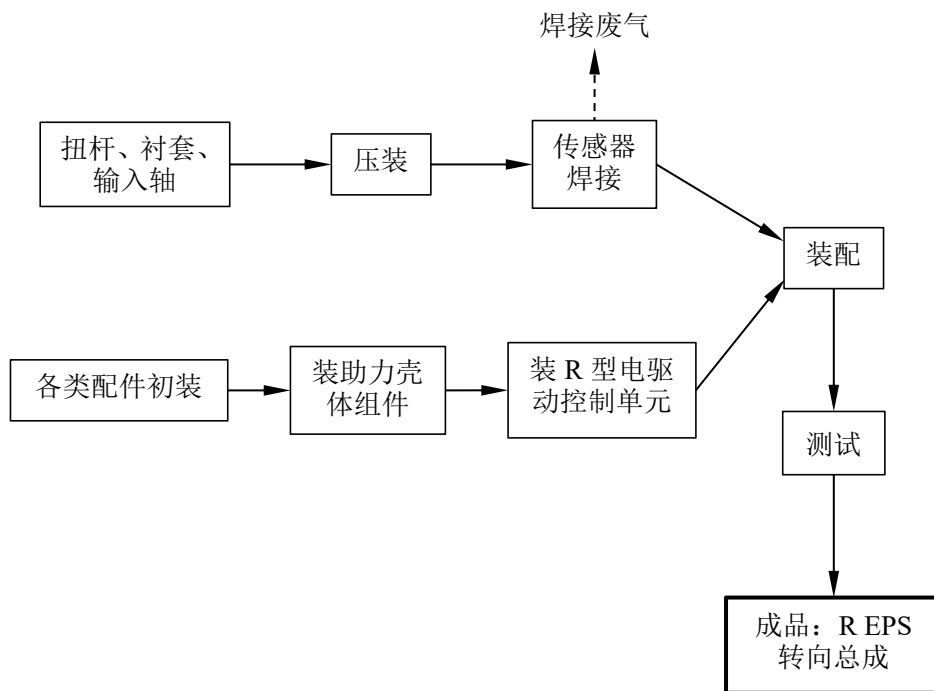 焊接废气
扭杆、衬套、
输入轴
压装
传感器
焊接
装配
各类配件初装
装助力壳
体组件
装 R 型电驱
动控制单元
测试
成品：R EPS
转向总成